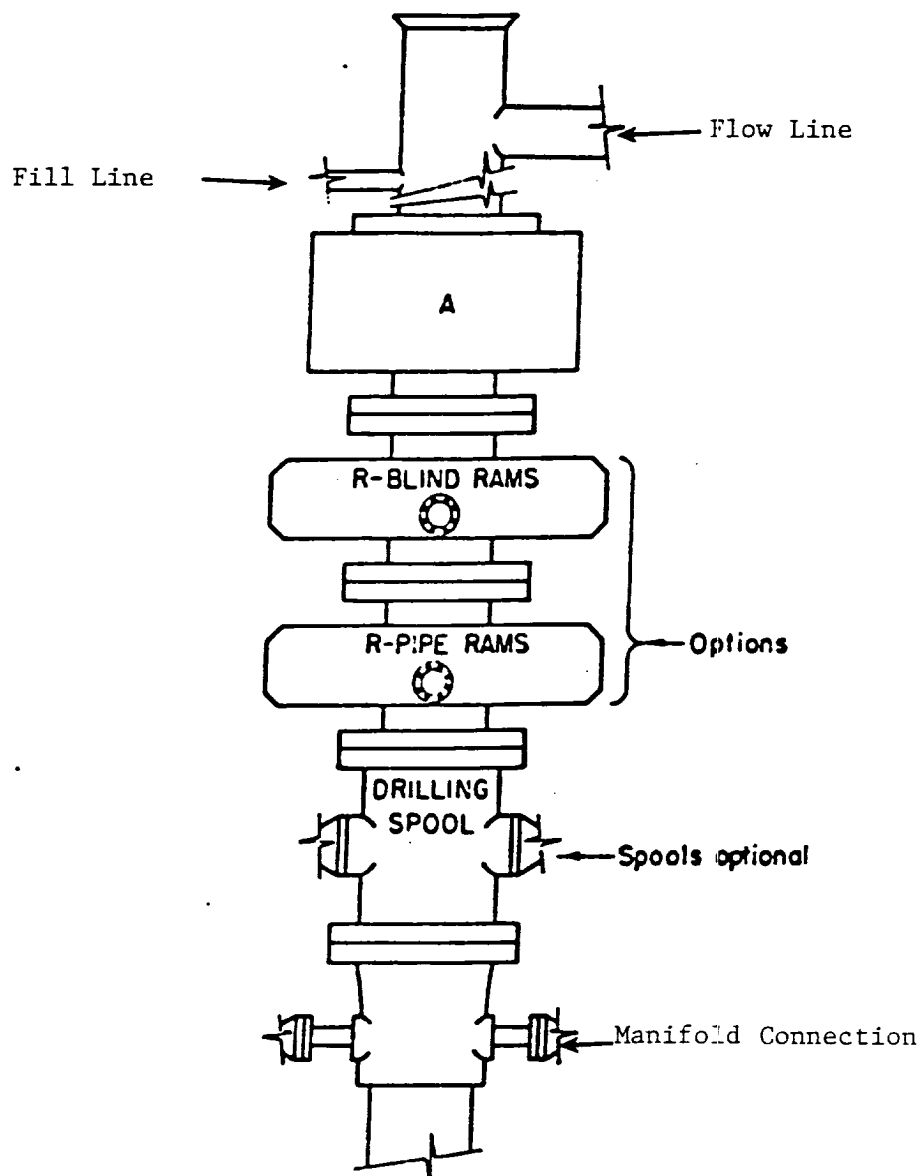 Flow Line
Fill Line
A
R-BLIND RAMS
R-PIPE RAMS
Options
DRILLING
SPOOL
Spools optional
Manifold Connection